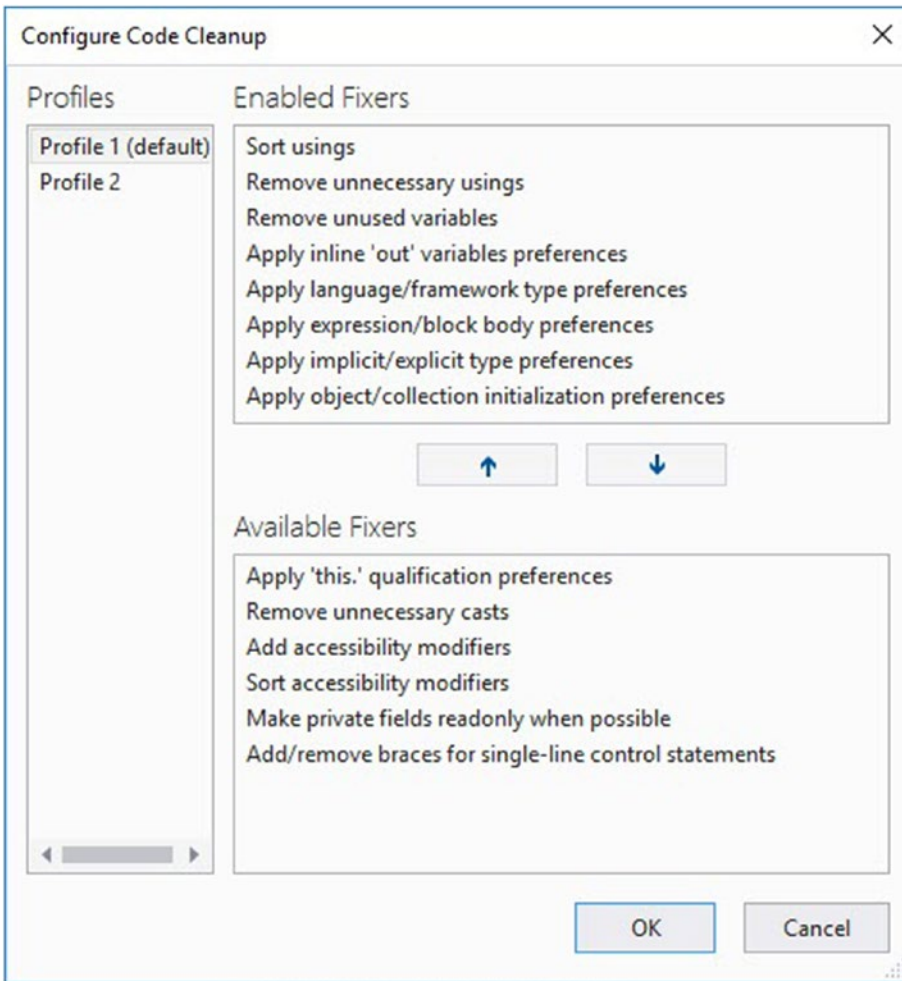 Configure Code Cleanup
Profiles
Profile 1 (default)
Profile 2
Enabled Fixers
Sort usings
Remove unnecessary usings
Remove unused variables
Apply inline 'out' variables preferences
Apply language/framework type preferences
Apply expression/block body preferences
Apply implicit/explicit type preferences
Apply object/collection initialization preferences
Available Fixers
Apply 'this.' qualification preferences
Remove unnecessary casts
Add accessibility modifiers
Sort accessibility modifiers
Make private fields readonly when possible
Add/remove braces for single-line control statements
OK
Cancel